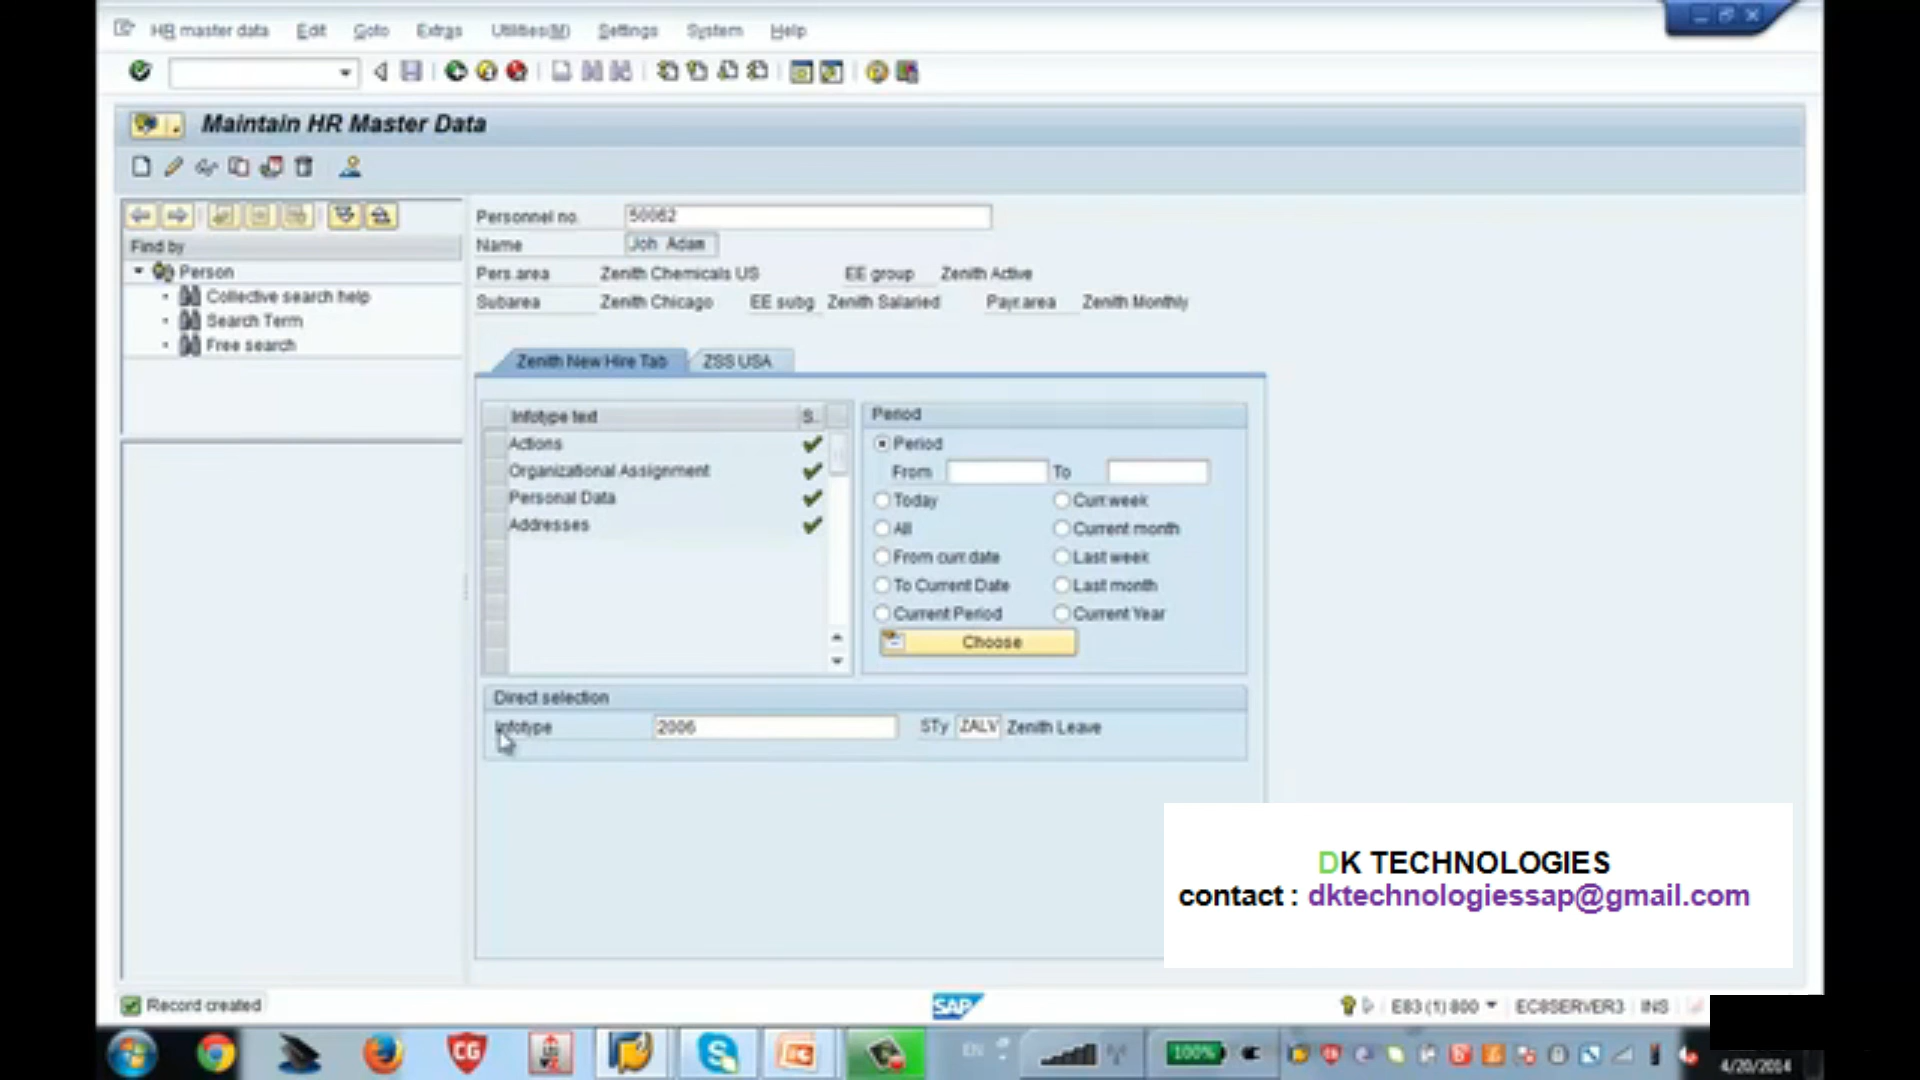 HR master data Edit Goto Extras Utilities(M) Settings System Help
Maintain HR Master Data
Find by
Person
Collective search help
Search Term
Free search
Personnel no. 50062
Name Joh Adam
Pers.area Zenith Chemicals US EE group Zenith Active
Subarea Zenith Chicago EE subg Zenith Salaried Payr.area Zenith Monthly
Zenith New Hire Tab ZSS USA
Infotype text S..
Actions
Organizational Assignment
Personal Data
Addresses
Period
Period
From To
Today Curr.week
All Current month
From curr.date Last week
To Current Date Last month
Current Period Current Year
Choose
Direct selection
Infotype 2006 STy ZALV Zenith Leave
DK TECHNOLOGIES
contact : dktechnologiessap@gmail.com
Record created
SAP
E83 (1) 800 EC8SERVER3 INS
CG
EN
100%
4/20/2014